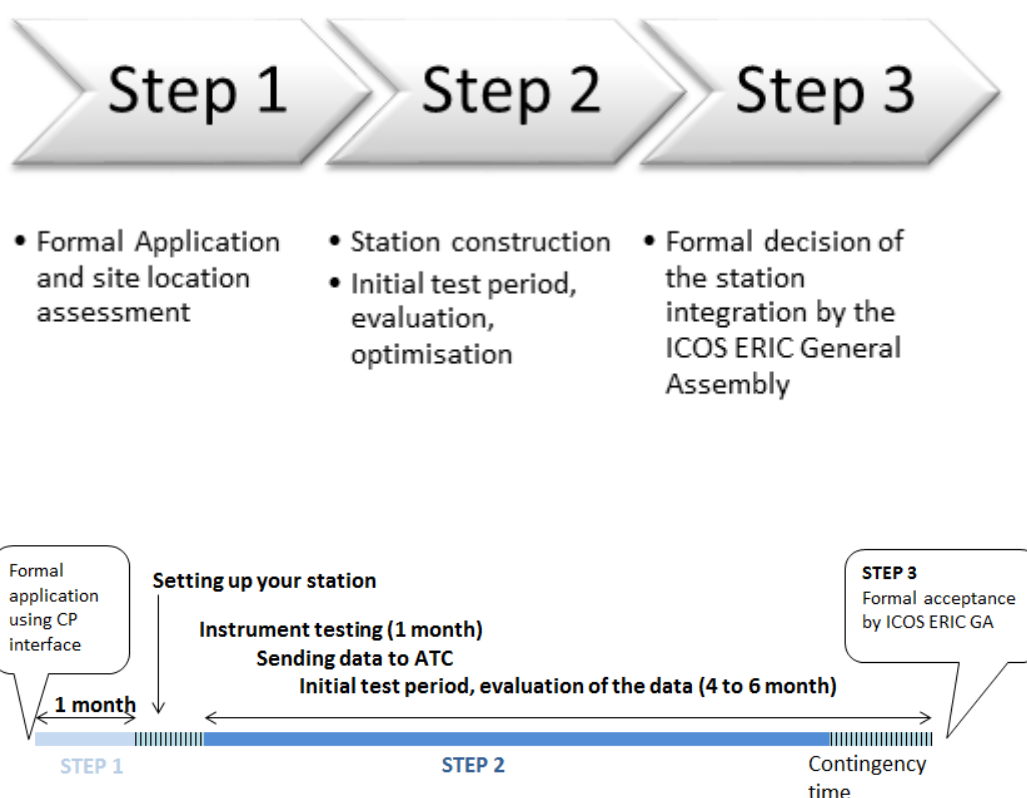 Step 1
Step 2
Step 3
• Formal Application
and site location
assessment
• Station construction
• Initial test period,
evaluation,
optimisation
• Formal decision of
the station
integration by the
ICOS ERIC General
Assembly
Formal
application
using CP
interface
Setting up your station
Instrument testing (1 month)
Sending data to ATC
Initial test period, evaluation of the data (4 to 6 month)
STEP 3
Formal acceptance
by ICOS ERIC GA
1 month
STEP 1
STEP 2
Contingency
time